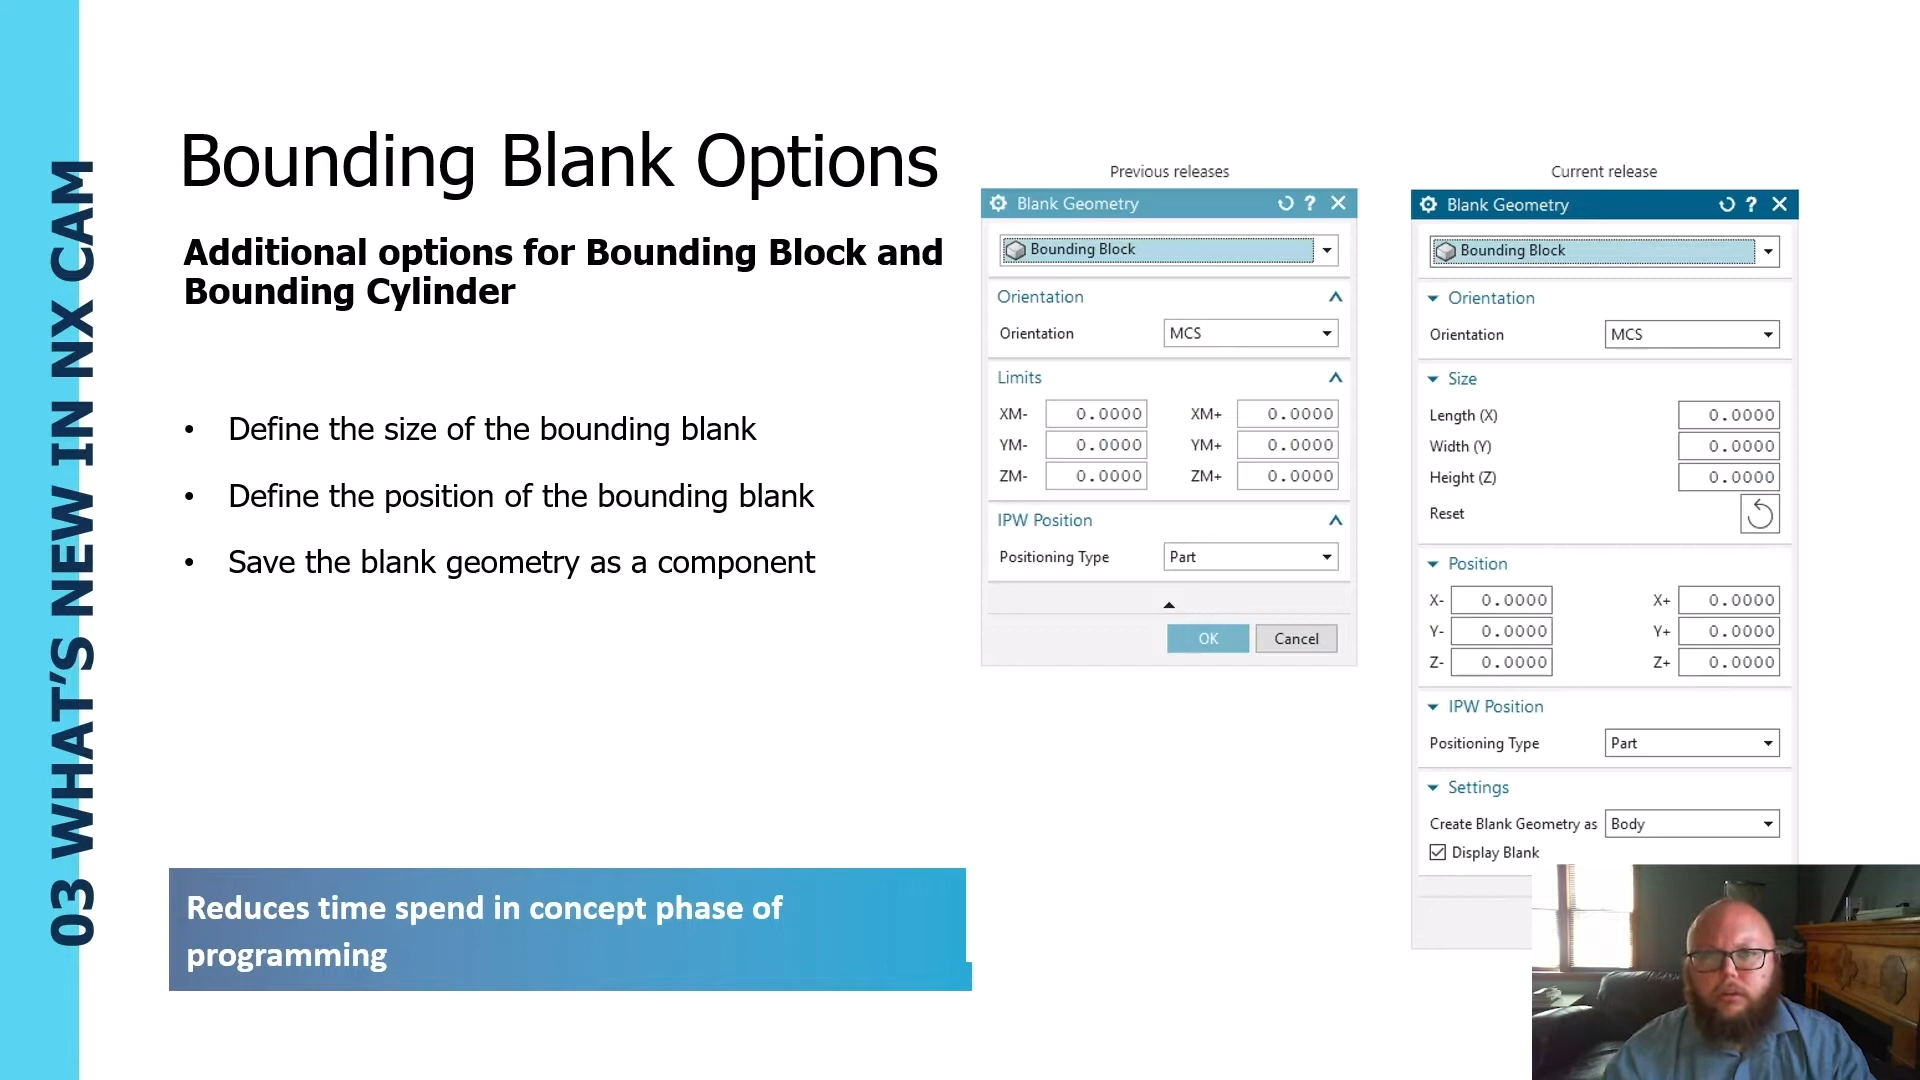 03 WHAT'S NEW IN NX CAM
Bounding Blank Options
Additional options for Bounding Block and
Bounding Cylinder
• Define the size of the bounding blank
• Define the position of the bounding blank
• Save the blank geometry as a component
Reduces time spend in concept phase of
programming
Previous releases
Blank Geometry
Bounding Block
Orientation
Orientation MCS
Limits
XM- 0.0000 XM+ 0.0000
YM- 0.0000 YM+ 0.0000
ZM- 0.0000 ZM+ 0.0000
IPW Position
Positioning Type Part
OK Cancel
Current release
Blank Geometry
Bounding Block
Orientation
Orientation MCS
Size
Length (X) 0.0000
Width (Y) 0.0000
Height (Z) 0.0000
Reset
Position
X- 0.0000 X+ 0.0000
Y- 0.0000 Y+ 0.0000
Z- 0.0000 Z+ 0.0000
IPW Position
Positioning Type Part
Settings
Create Blank Geometry as Body
Display Blank